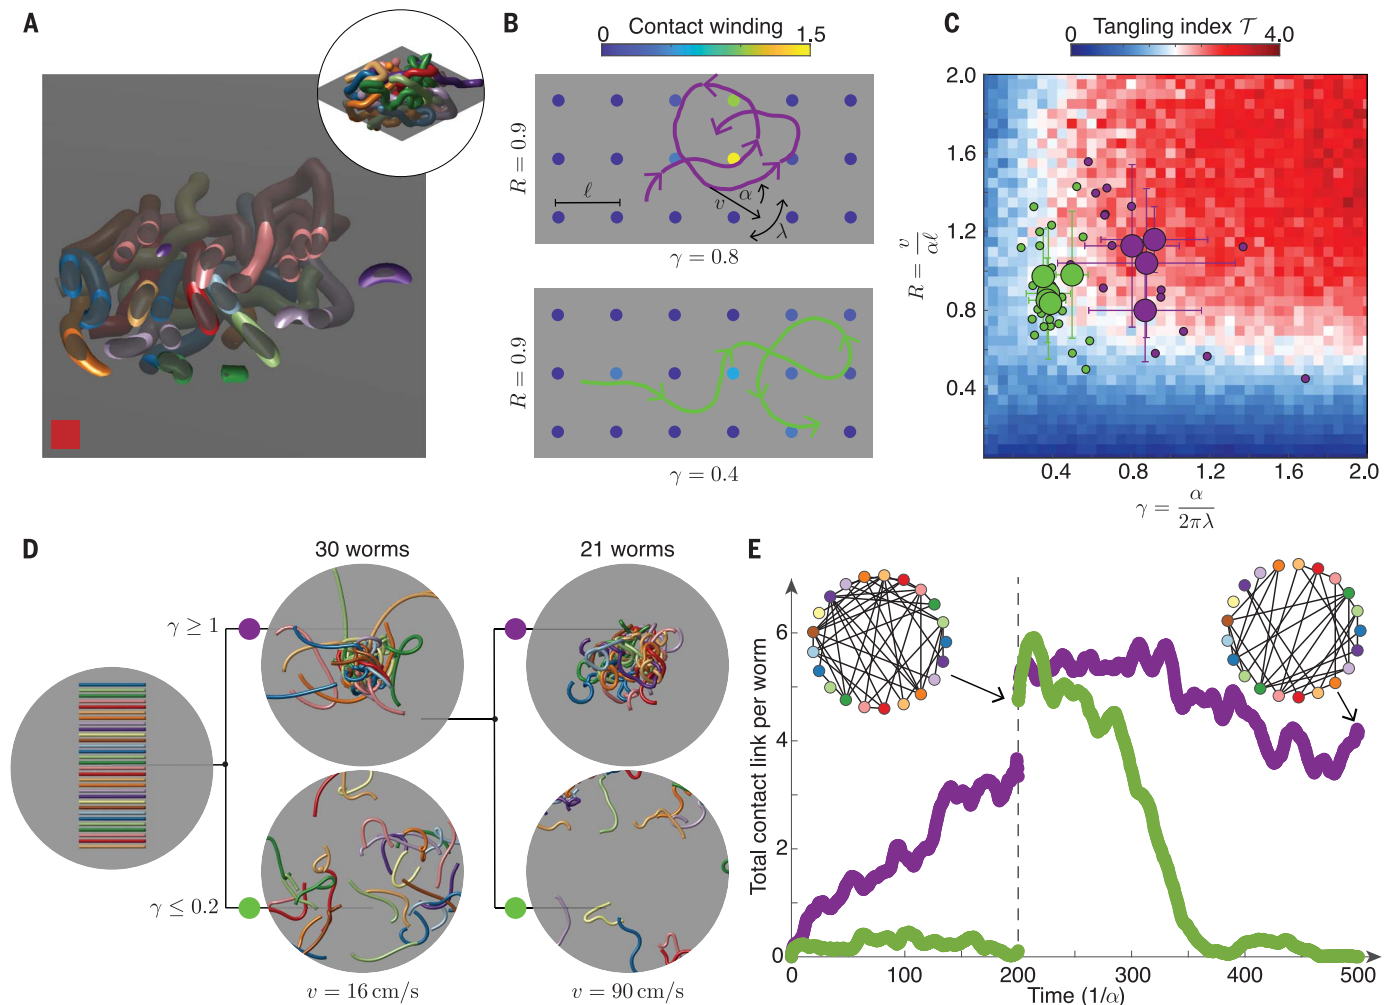 A
B
Contact winding
0
1.5
R = 0.9
ℓ
v
α
λ
γ = 0.8
R = 0.9
γ = 0.4
C
Tangling index 𝒯
0
4.0
2.0
1.6
1.2
0.8
0.4
R = v/αℓ
0.4
0.8
1.2
1.6
2.0
γ = α/2πλ
D
30 worms
21 worms
γ ≥ 1
γ ≤ 0.2
v = 16 cm/s
v = 90 cm/s
E
Total contact link per worm
6
4
2
0
0
100
200
300
400
500
Time (1/α)